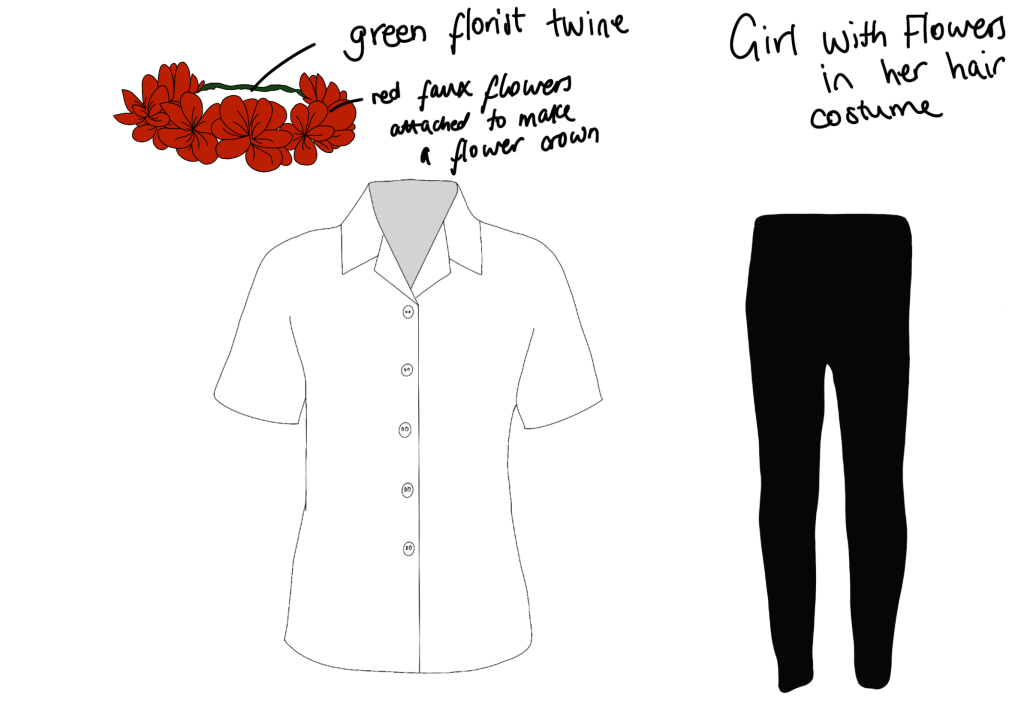 green florist twine
red faux flowers
attached to make
a flower crown
Girl with Flowers
in her hair
costume